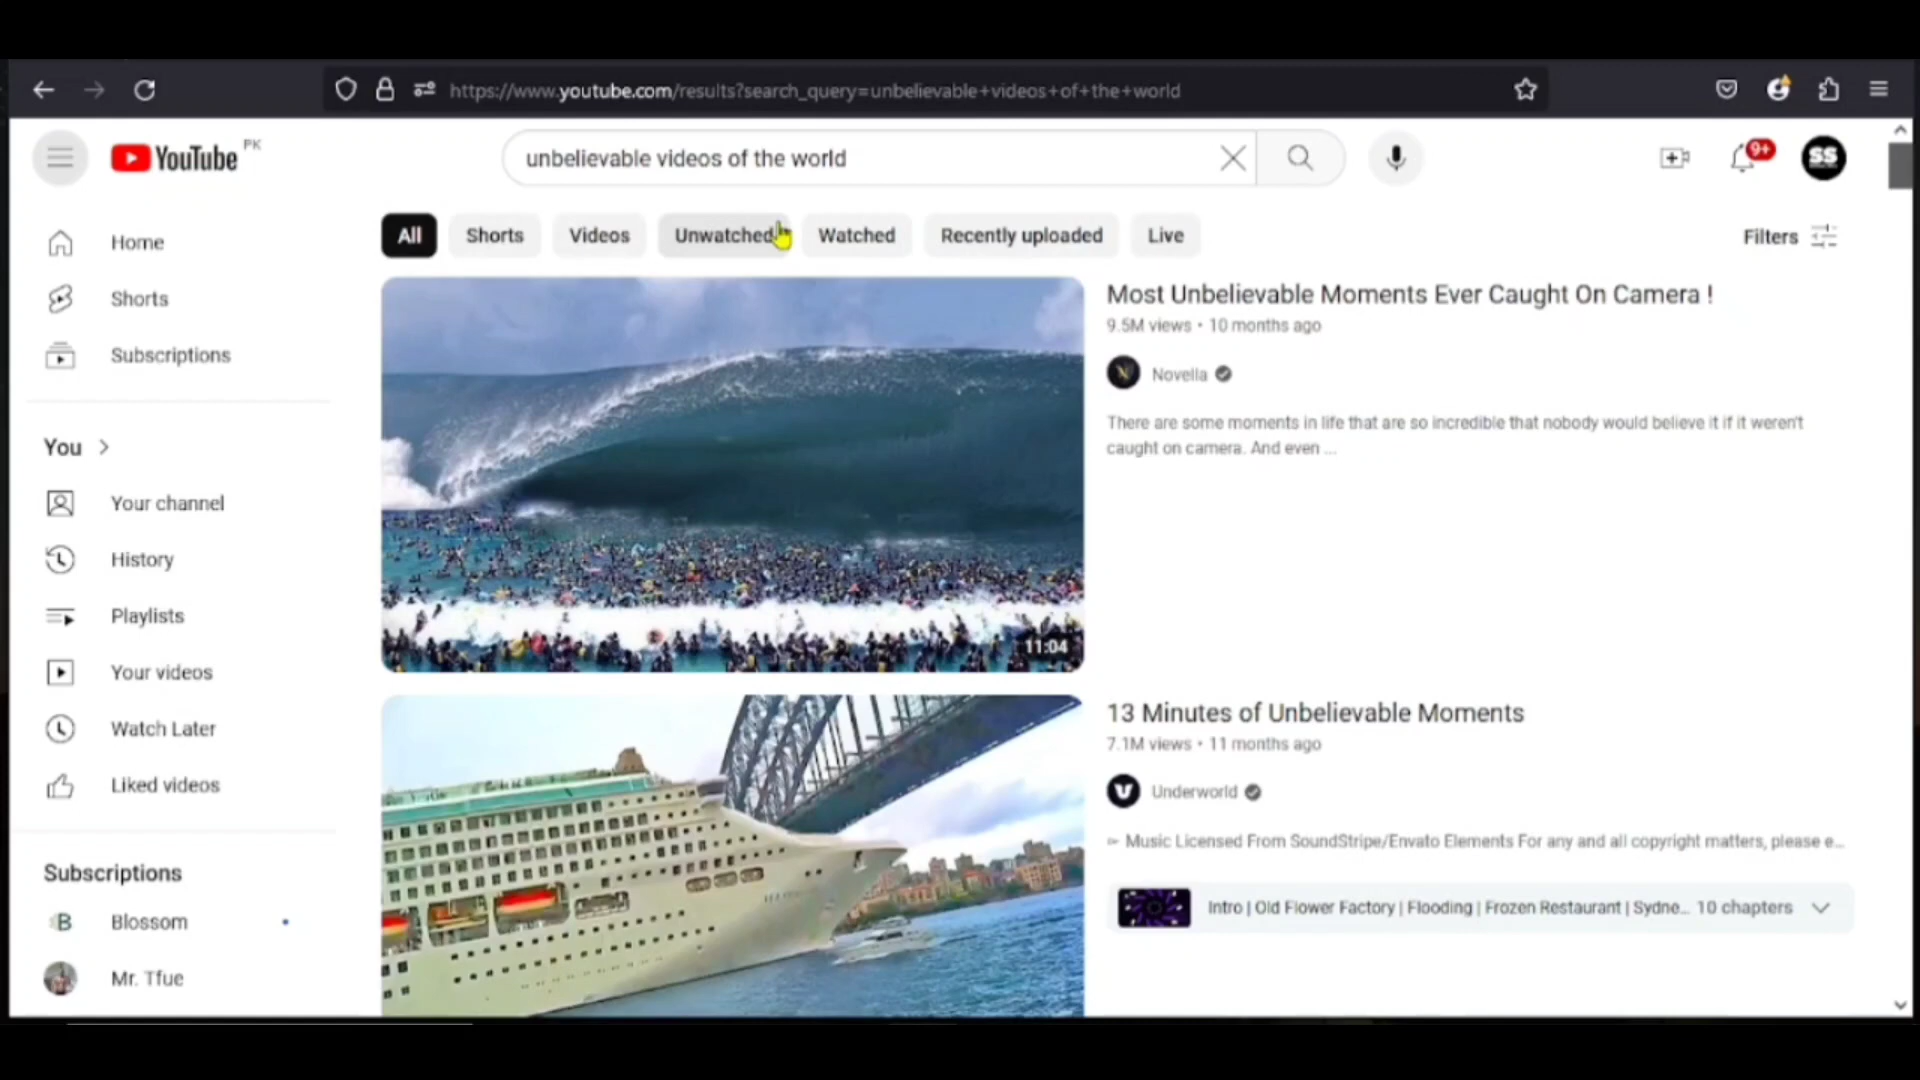 https://www.youtube.com/results?search_query=unbelievable+videos+of+the+world
YouTube PK
unbelievable videos of the world
9+
SS
Home
Shorts
Subscriptions
You
Your channel
History
Playlists
Your videos
Watch Later
Liked videos
Subscriptions
B Blossom
Mr. Tfue
All Shorts Videos Unwatched Watched Recently uploaded Live Filters
11:04
Most Unbelievable Moments Ever Caught On Camera !
9.5M views • 10 months ago
Novella
There are some moments in life that are so incredible that nobody would believe it if it weren't
caught on camera. And even ...
13 Minutes of Unbelievable Moments
7.1M views • 11 months ago
Underworld
➳ Music Licensed From SoundStripe/Envato Elements For any and all copyright matters, please e...
Intro | Old Flower Factory | Flooding | Frozen Restaurant | Sydne... 10 chapters